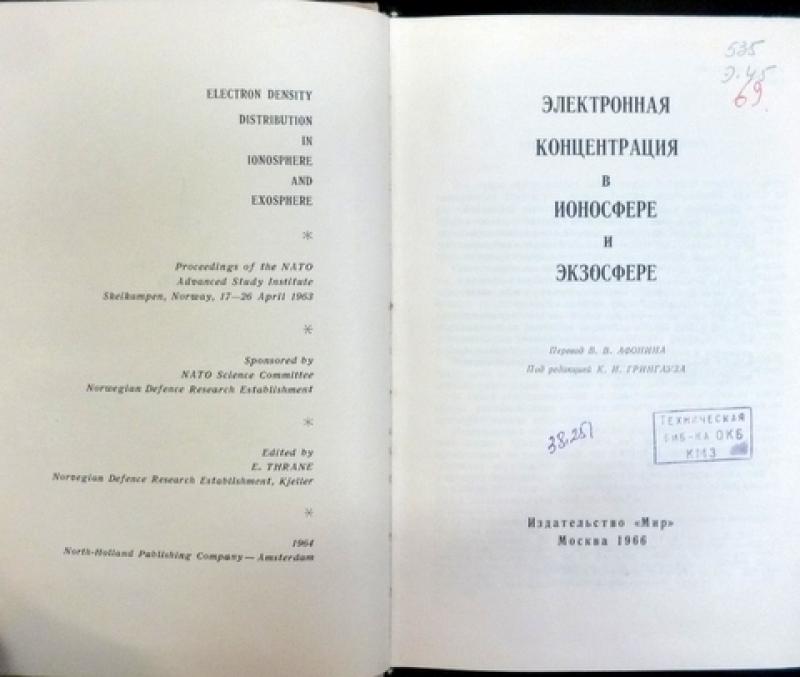 ELECTRON DENSITY
DISTRIBUTION
IN
IONOSPHERE
AND
EXOSPHERE
*
Proceedings of the NATO
Advanced Study Institute
Skeikampen, Norway, 17—26 April 1963
*
Sponsored by
NATO Science Committee
Norwegian Defence Research Establishment
*
Edited by
E. THRANE
Norwegian Defence Research Establishment, Kjeller
*
1964
North-Holland Publishing Company — Amsterdam
535
Э.45
69
ЭЛЕКТРОННАЯ
КОНЦЕНТРАЦИЯ
В
ИОНОСФЕРЕ
И
ЭКЗОСФЕРЕ
Перевод В. В. АФОНИНА
Под редакцией К. И. ГРИНГАУЗА
38.251
ТЕХНИЧЕСКАЯ
БИБ-КА ОКБ
КМЗ
Издательство «Мир»
Москва 1966